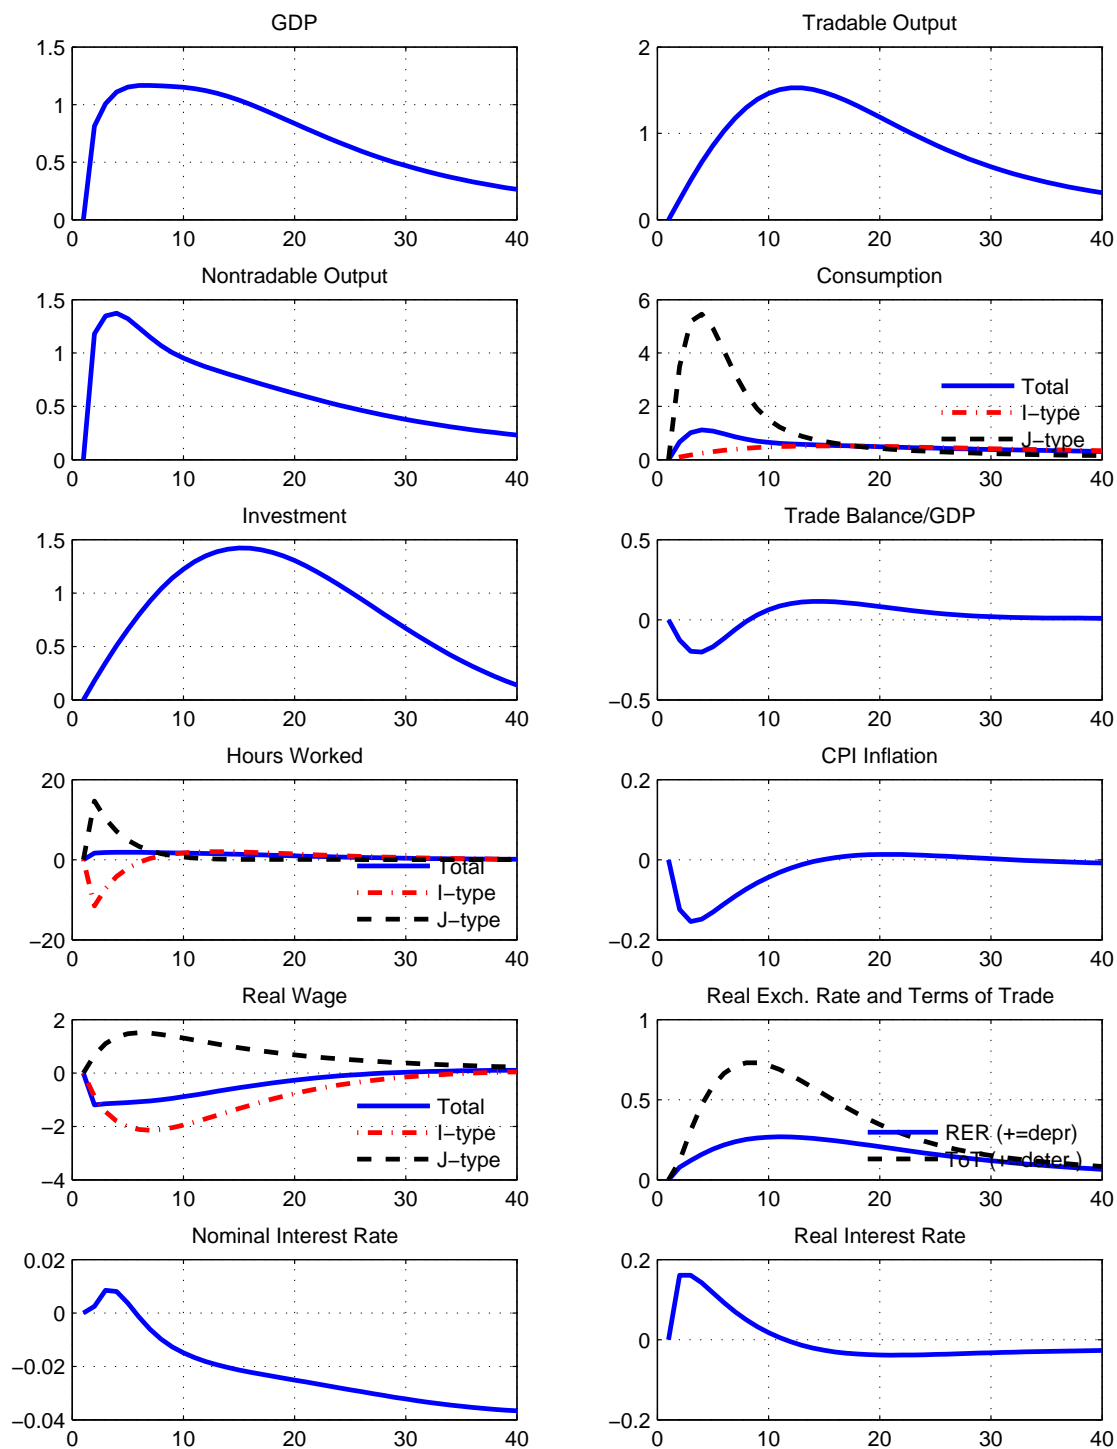 GDP
1.5
1
0.5
0
0 10 20 30 40
Tradable Output
2
1
0
0 10 20 30 40
Nontradable Output
1.5
1
0.5
0
0 10 20 30 40
Consumption
6
4
2
0
0 10 20 30 40
Total
I−type
J−type
Investment
1.5
1
0.5
0
0 10 20 30 40
Trade Balance/GDP
0.5
0
−0.5
0 10 20 30 40
Hours Worked
20
0
−20
0 10 20 30 40
Total
I−type
J−type
CPI Inflation
0.2
0
−0.2
0 10 20 30 40
Real Wage
2
0
−2
−4
0 10 20 30 40
Total
I−type
J−type
Real Exch. Rate and Terms of Trade
1
0.5
0
0 10 20 30 40
RER (+=depr)
ToT (+=deter.)
Nominal Interest Rate
0.02
0
−0.02
−0.04
0 10 20 30 40
Real Interest Rate
0.2
0
−0.2
0 10 20 30 40